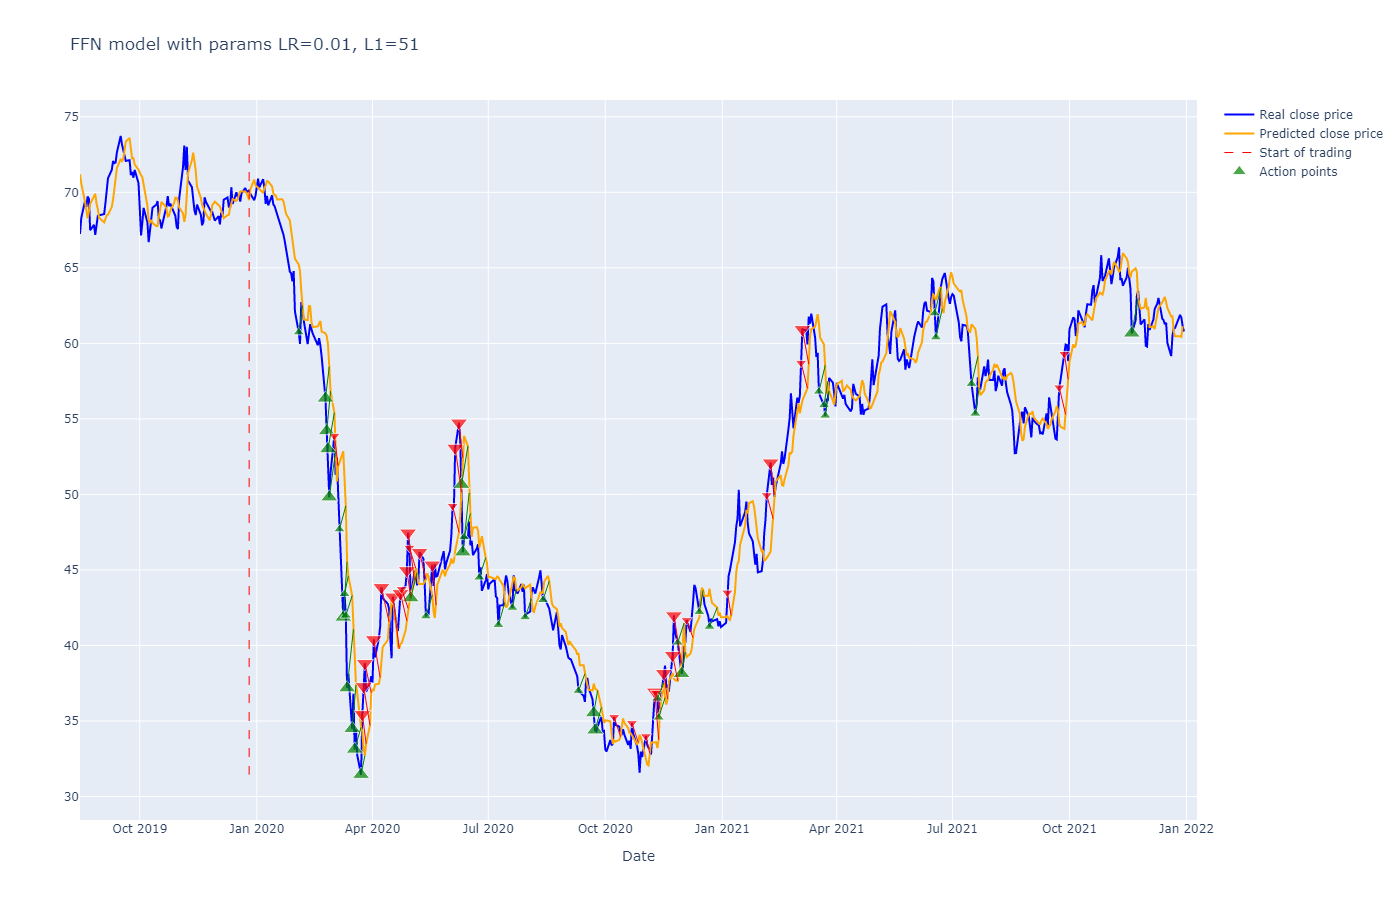 FFN model with params LR=0.01, L1=51
Real close price
Predicted close price
Start of trading
Action points
75
70
65
60
55
50
45
40
35
30
Oct 2019
Jan 2020
Apr 2020
Jul 2020
Oct 2020
Jan 2021
Apr 2021
Jul 2021
Oct 2021
Jan 2022
Date